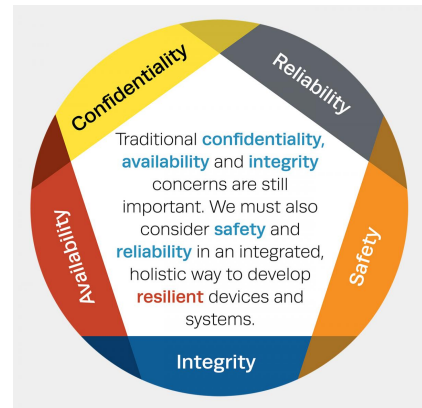 Confidentiality
Reliability
Traditional confidentiality,
availability and integrity
concerns are still
important. We must also
consider safety and
reliability in an integrated,
holistic way to develop
resilient devices and
systems.
Availability
Safety
Integrity